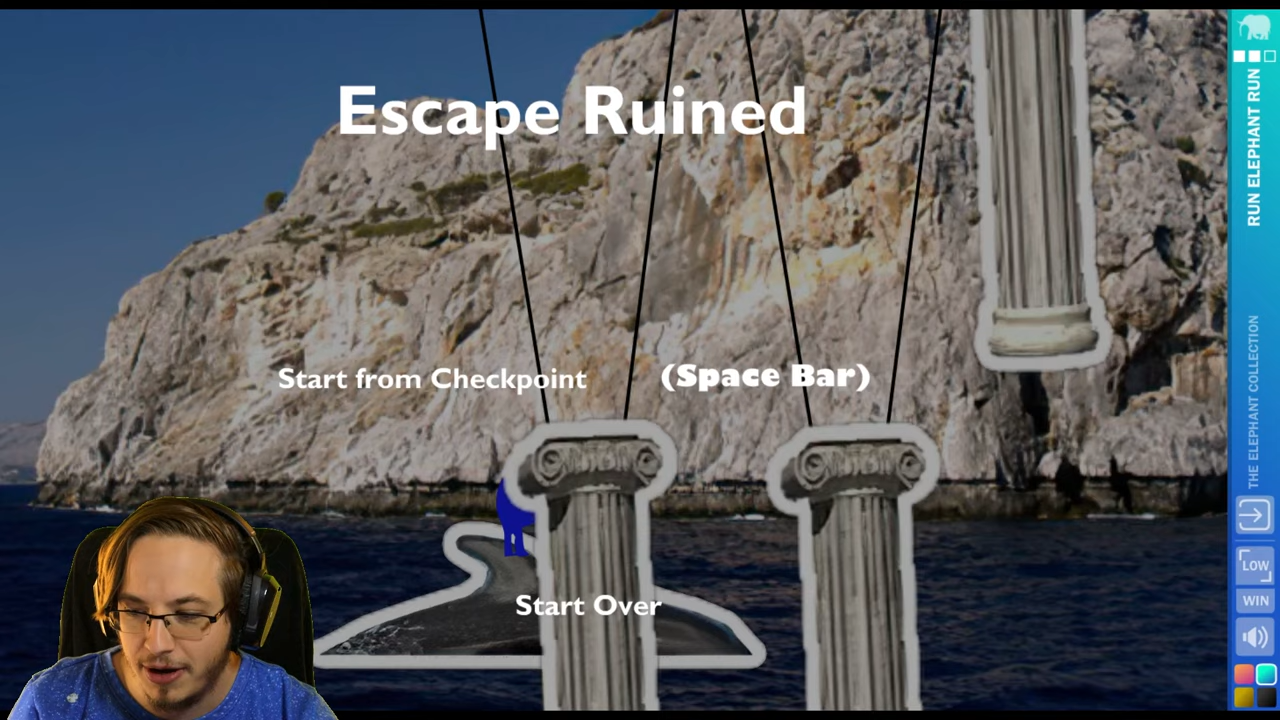 Escape Ruined
Start from Checkpoint (Space Bar)
Start Over
RUN ELEPHANT RUN
THE ELEPHANT COLLECTION
LOW
WIN